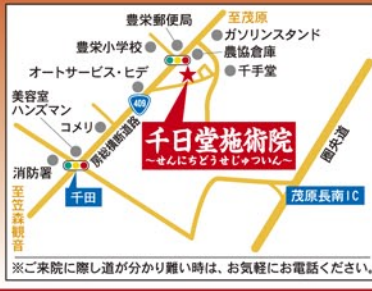 豊栄郵便局
至茂原
ガソリンスタンド
豊栄小学校
農協倉庫
千手堂
オートサービス・ヒデ
409
美容室
ハンズマン
コメリ
房総横断道路
千日堂施術院
～せんにちどうせじゅついん～
圏央道
消防署
千田
茂原長南IC
至笠森観音
※ご来院に際し道が分かり難い時は、お気軽にお電話ください。